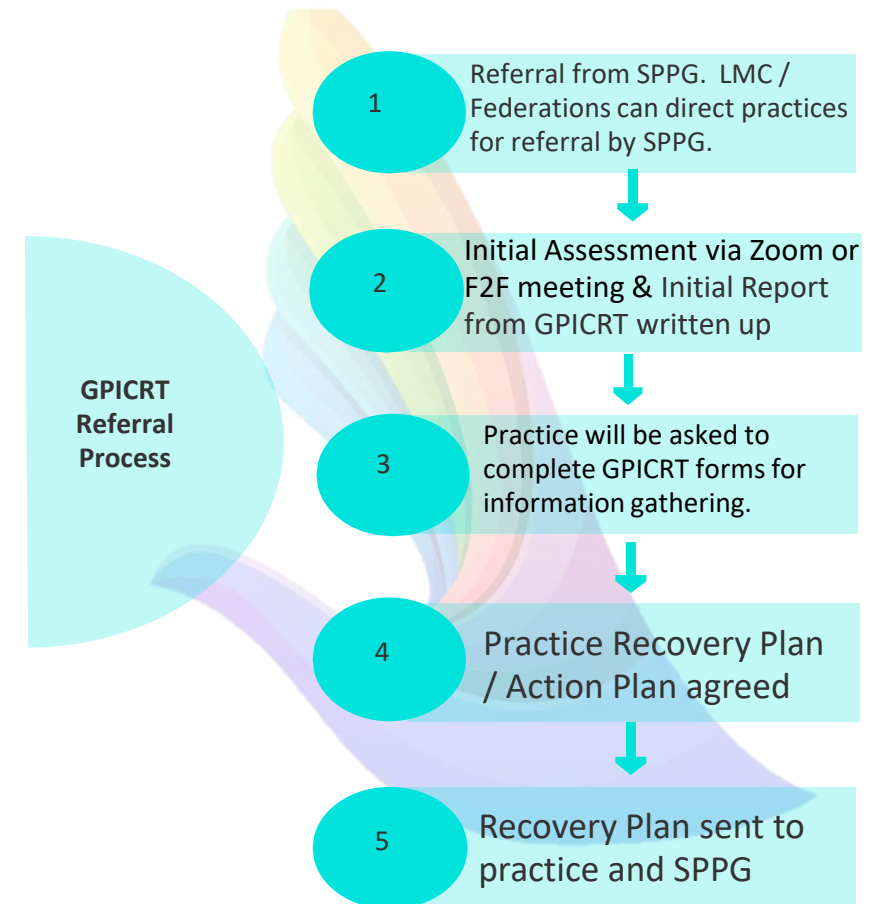 GPICRT
Referral
Process
1
Referral from SPPG. LMC /
Federations can direct practices
for referral by SPPG.
2
Initial Assessment via Zoom or
F2F meeting & Initial Report
from GPICRT written up
3
Practice will be asked to
complete GPICRT forms for
information gathering.
4
Practice Recovery Plan
/ Action Plan agreed
5
Recovery Plan sent to
practice and SPPG